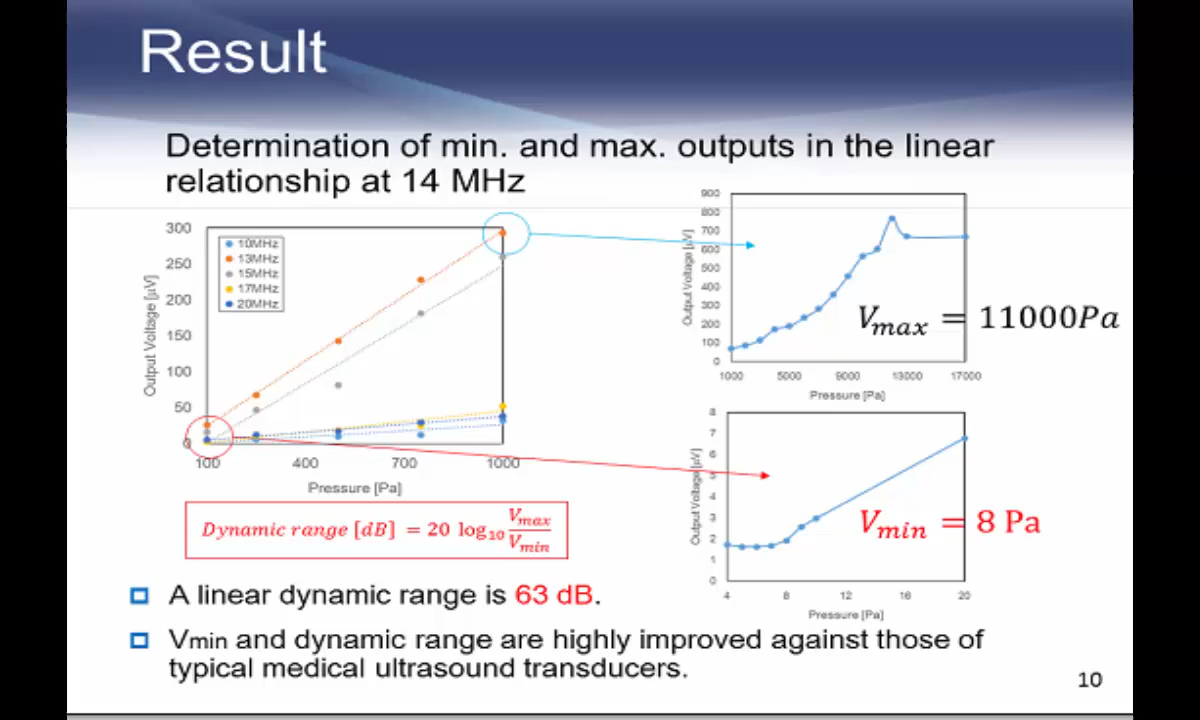 Result
Determination of min. and max. outputs in the linear
relationship at 14 MHz
300
250
200
150
100
50
0
Output Voltage [μV]
10MHz
13MHz
15MHz
17MHz
20MHz
100 400 700 1000
Pressure [Pa]
900
800
700
600
500
400
300
200
100
0
Output Voltage [μV]
1000 5000 9000 13000 17000
Pressure [Pa]
Vmax = 11000Pa
8
7
6
5
4
3
2
1
0
Output Voltage [μV]
4 8 12 16 20
Pressure [Pa]
Vmin = 8 Pa
Dynamic range [dB] = 20 log10 Vmax/Vmin
A linear dynamic range is 63 dB.
Vmin and dynamic range are highly improved against those of
typical medical ultrasound transducers.
10